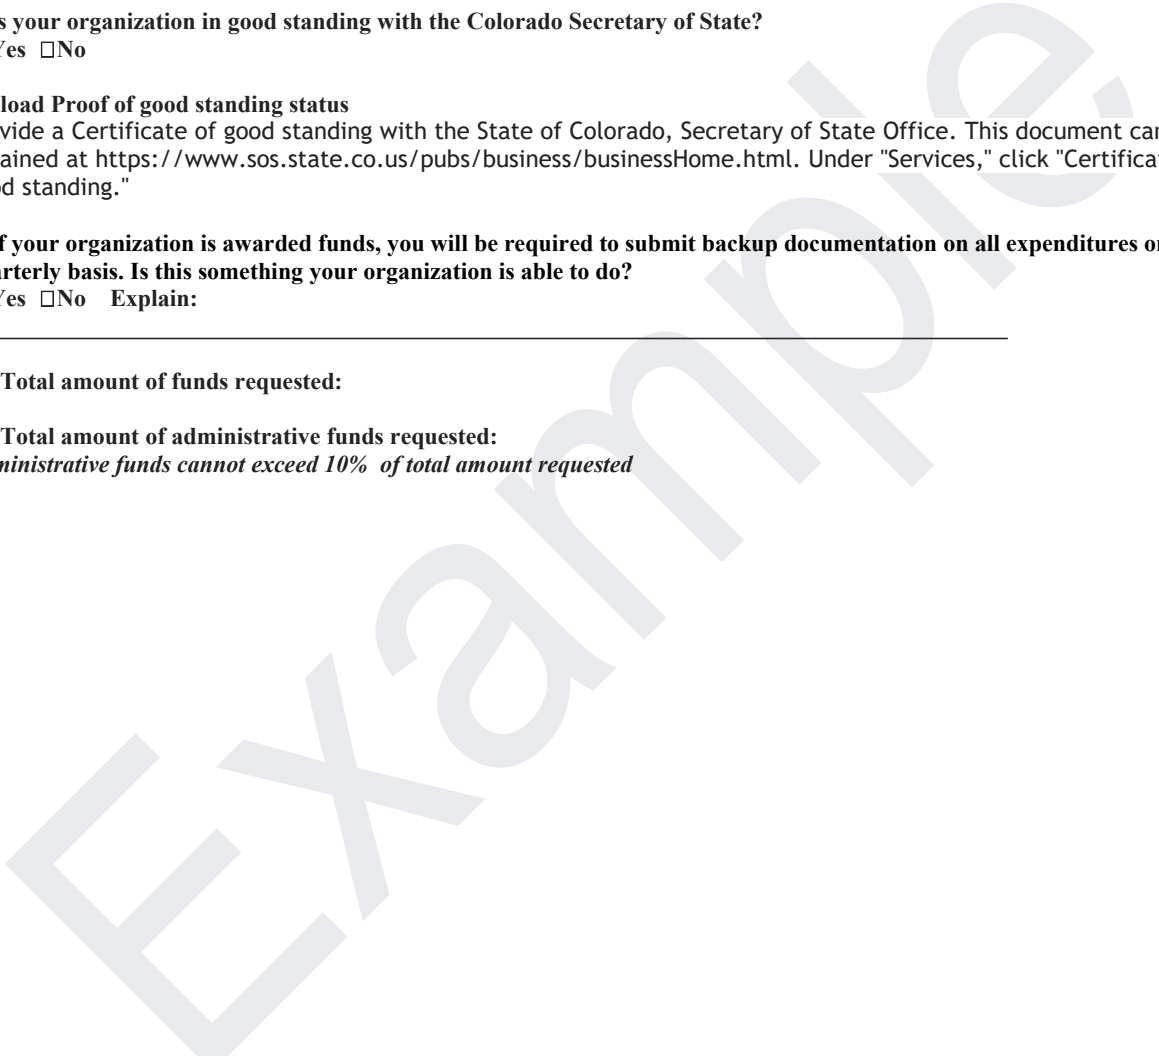 s your organization in good standing with the Colorado Secretary of State?
Yes □No
load Proof of good standing status
vide a Certificate of good standing with the State of Colorado, Secretary of State Office. This document can
ained at https://www.sos.state.co.us/pubs/business/businessHome.html. Under "Services," click "Certificat
d standing."
f your organization is awarded funds, you will be required to submit backup documentation on all expenditures on
rterly basis. Is this something your organization is able to do?
Yes □No Explain:
Total amount of funds requested:
Total amount of administrative funds requested:
ministrative funds cannot exceed 10% of total amount requested
Example